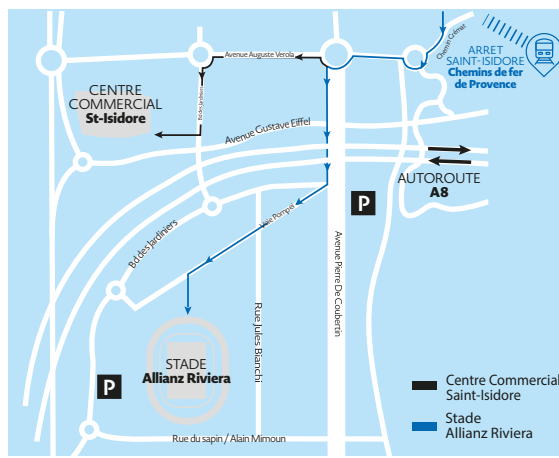 Chemin Crémat
ARRET
SAINT-ISIDORE
Chemins de fer
de Provence
Avenue Auguste Verola
CENTRE
COMMERCIAL
St-Isidore
Bd des Jardiniers
Avenue Gustave Eiffel
AUTOROUTE
A8
P
Voie Pompei
Bd des Jardiniers
Avenue Pierre De Coubertin
Rue Jules Bianchi
STADE
Allianz Riviera
P
Centre Commercial
Saint-Isidore
Stade
Allianz Riviera
Rue du sapin / Alain Mimoun